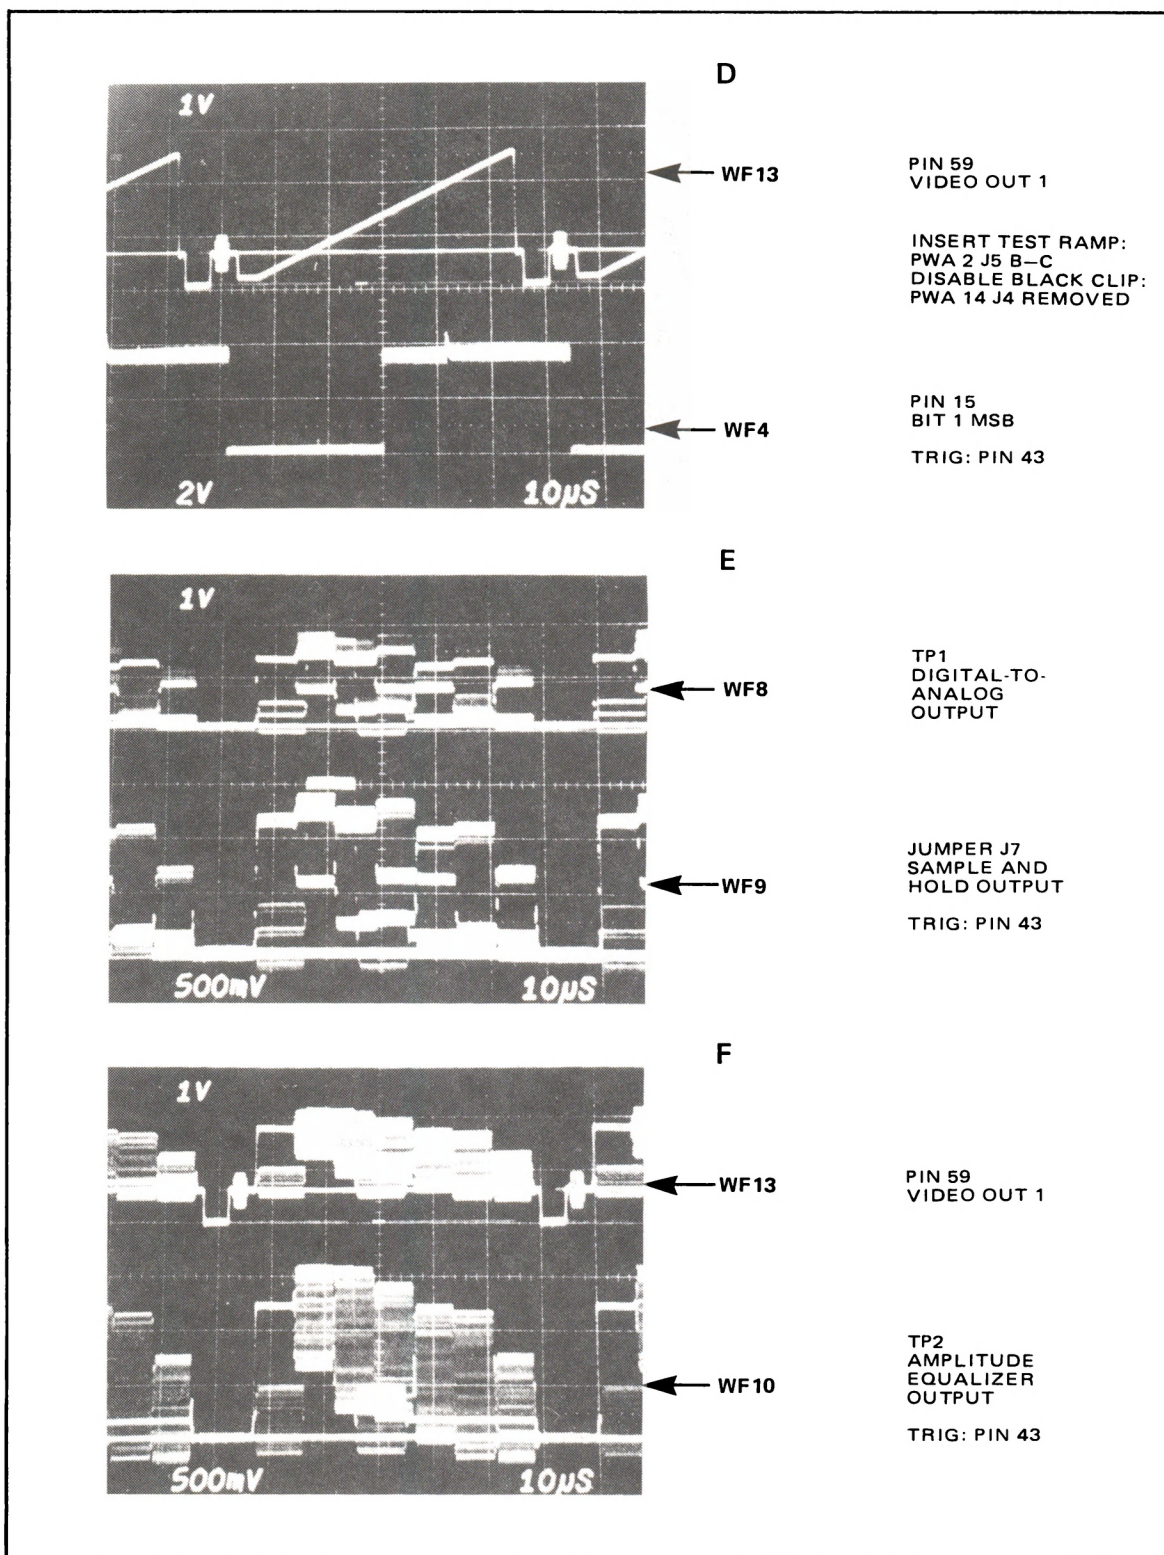 D
1V
WF13
PIN 59
VIDEO OUT 1
INSERT TEST RAMP:
PWA 2 J5 B–C
DISABLE BLACK CLIP:
PWA 14 J4 REMOVED
WF4
PIN 15
BIT 1 MSB
TRIG: PIN 43
2V
10µS
E
1V
WF8
TP1
DIGITAL-TO-
ANALOG
OUTPUT
WF9
JUMPER J7
SAMPLE AND
HOLD OUTPUT
TRIG: PIN 43
500mV
10µS
F
1V
WF13
PIN 59
VIDEO OUT 1
WF10
TP2
AMPLITUDE
EQUALIZER
OUTPUT
TRIG: PIN 43
500mV
10µS